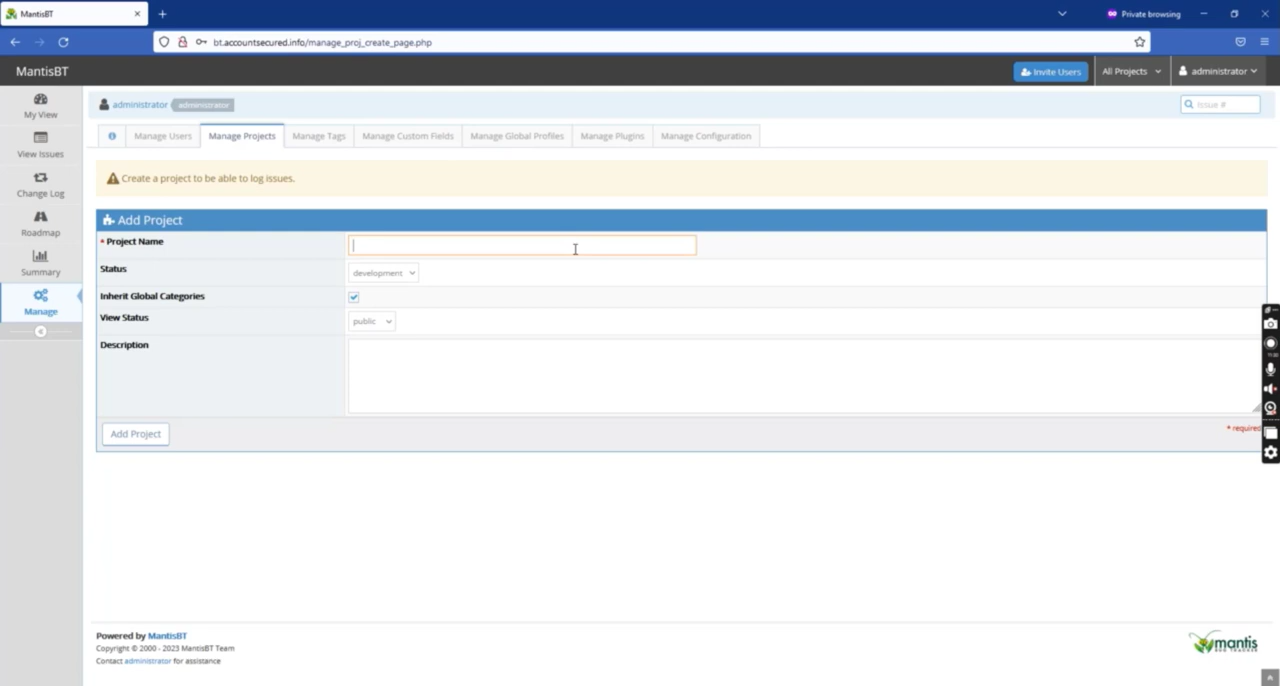 MantisBT
Private browsing
bt.accountsecured.info/manage_proj_create_page.php
MantisBT
Invite Users
All Projects
administrator
My View
View Issues
Change Log
Roadmap
Summary
Manage
administrator administrator
Issue #
Manage Users
Manage Projects
Manage Tags
Manage Custom Fields
Manage Global Profiles
Manage Plugins
Manage Configuration
Create a project to be able to log issues.
Add Project
* Project Name
Status
development
Inherit Global Categories
View Status
public
Description
Add Project
* required
Powered by MantisBT
Copyright © 2000 - 2023 MantisBT Team
Contact administrator for assistance
mantis